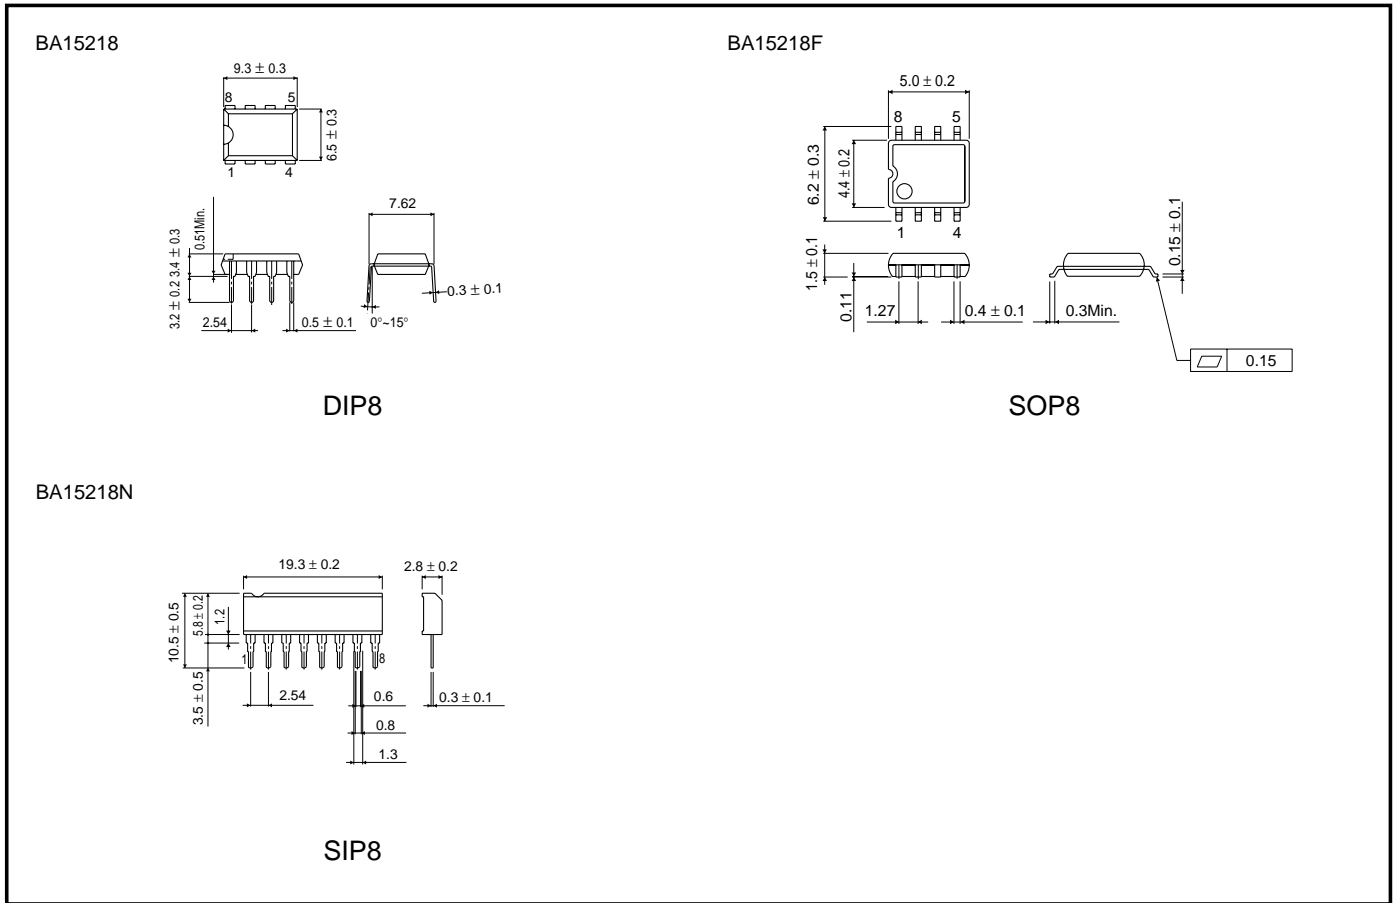 BA15218
9.3 ± 0.3
8 5
6.5 ± 0.3
1 4
7.62
0.51Min.
3.4 ± 0.3
3.2 ± 0.2
0.3 ± 0.1
2.54
0.5 ± 0.1
0°~15°
DIP8
BA15218F
5.0 ± 0.2
8 5
6.2 ± 0.3
4.4 ± 0.2
1 4
1.5 ± 0.1
0.15 ± 0.1
0.11
1.27
0.4 ± 0.1
0.3Min.
0.15
SOP8
BA15218N
19.3 ± 0.2
2.8 ± 0.2
10.5 ± 0.5
5.8 ± 0.2
1.2
1 8
3.5 ± 0.5
2.54
0.6
0.3 ± 0.1
0.8
1.3
SIP8